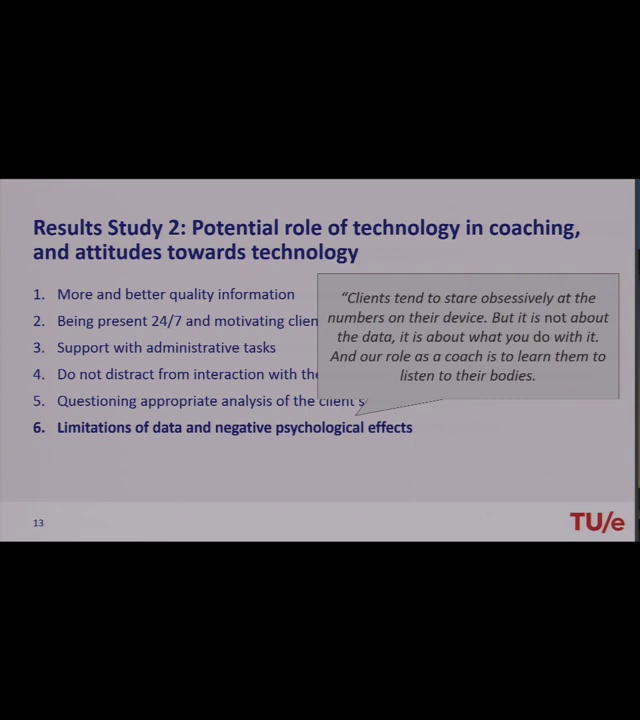 Results Study 2: Potential role of technology in coaching,
and attitudes towards technology
1. More and better quality information
2. Being present 24/7 and motivating clien
3. Support with administrative tasks
4. Do not distract from interaction with the
5. Questioning appropriate analysis of the client s
6. Limitations of data and negative psychological effects
“Clients tend to stare obsessively at the
numbers on their device. But it is not about
the data, it is about what you do with it.
And our role as a coach is to learn them to
listen to their bodies.
13
TU/e